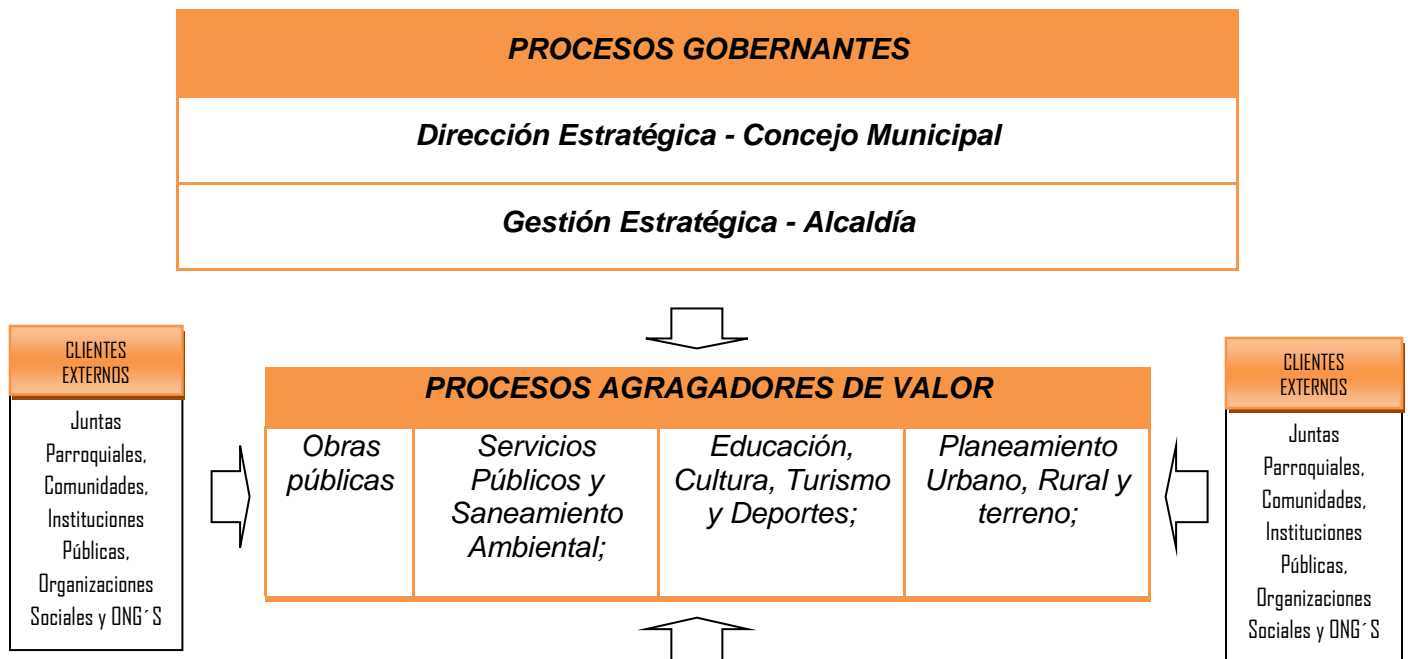 PROCESOS GOBERNANTES
Dirección Estratégica - Concejo Municipal
Gestión Estratégica - Alcaldía
CLIENTES
EXTERNOS
Juntas
Parroquiales,
Comunidades,
Instituciones
Públicas,
Organizaciones
Sociales y ONG´S
PROCESOS AGRAGADORES DE VALOR
Obras
públicas
Servicios
Públicos y
Saneamiento
Ambiental;
Educación,
Cultura, Turismo
y Deportes;
Planeamiento
Urbano, Rural y
terreno;
CLIENTES
EXTERNOS
Juntas
Parroquiales,
Comunidades,
Instituciones
Públicas,
Organizaciones
Sociales y ONG´S